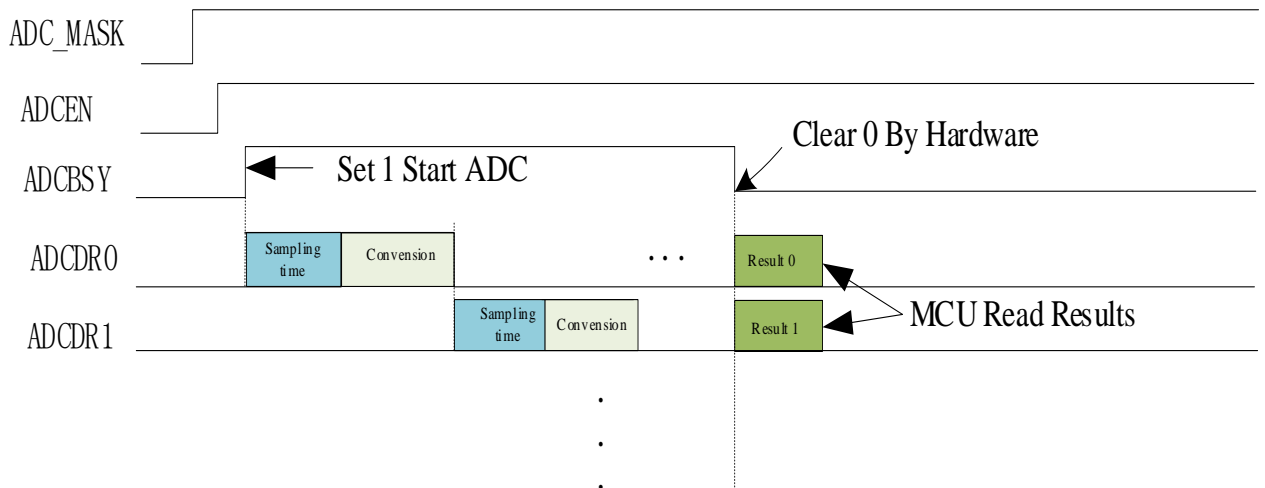 ADC_MASK
ADCEN
Clear 0 By Hardware
ADCBSY
Set 1 Start ADC
ADCDR0
Sampling
time
Convension
...
Result 0
MCU Read Results
ADCDR1
Sampling
time
Convension
Result 1
.
.
.